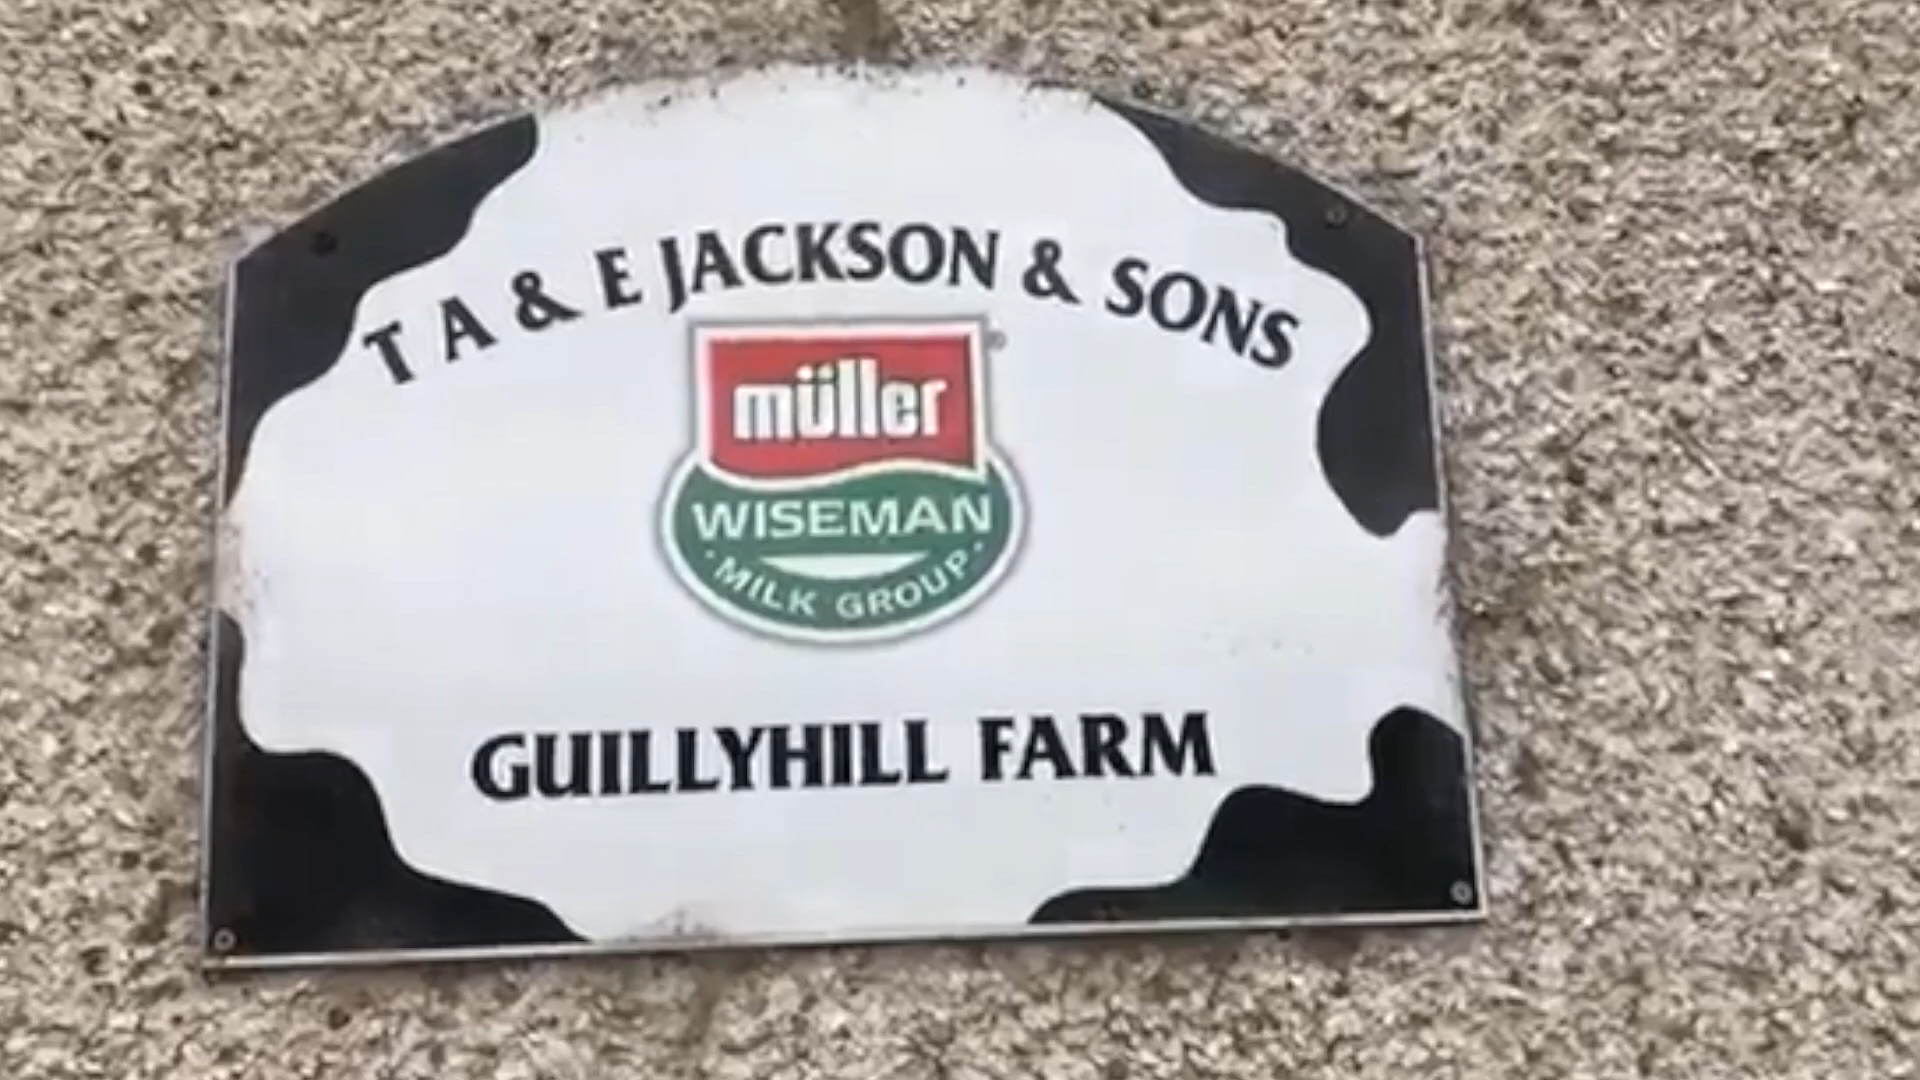 T A & E JACKSON & SONS
müller
WISEMAN
· MILK GROUP ·
GUILLYHILL FARM